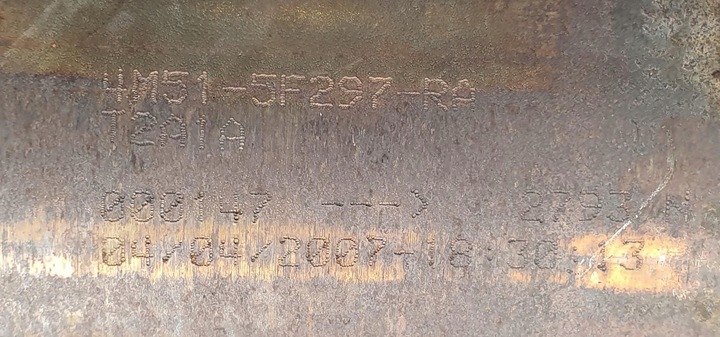 4M51-5F297-RA
T2A1A
000147 ---> 2793 N
04/04/2007-18:30:13